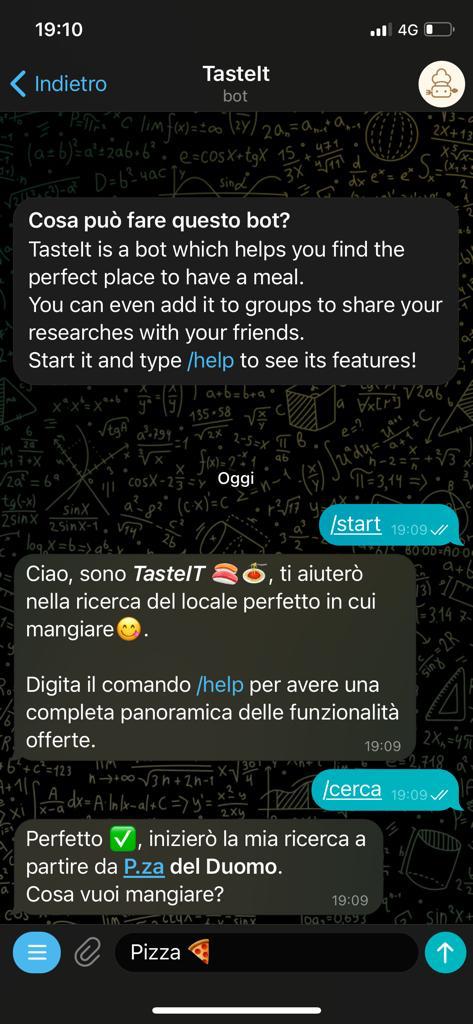 19:10
4G
Indietro
TasteIt
bot
Cosa può fare questo bot?
TasteIt is a bot which helps you find the
perfect place to have a meal.
You can even add it to groups to share your
researches with your friends.
Start it and type /help to see its features!
Oggi
/start 19:09
Ciao, sono TasteIT 🍣🍝, ti aiuterò
nella ricerca del locale perfetto in cui
mangiare😋.
Digita il comando /help per avere una
completa panoramica delle funzionalità
offerte.
19:09
/cerca 19:09
Perfetto ✅, inizierò la mia ricerca a
partire da P.za del Duomo.
Cosa vuoi mangiare?
19:09
Pizza 🍕